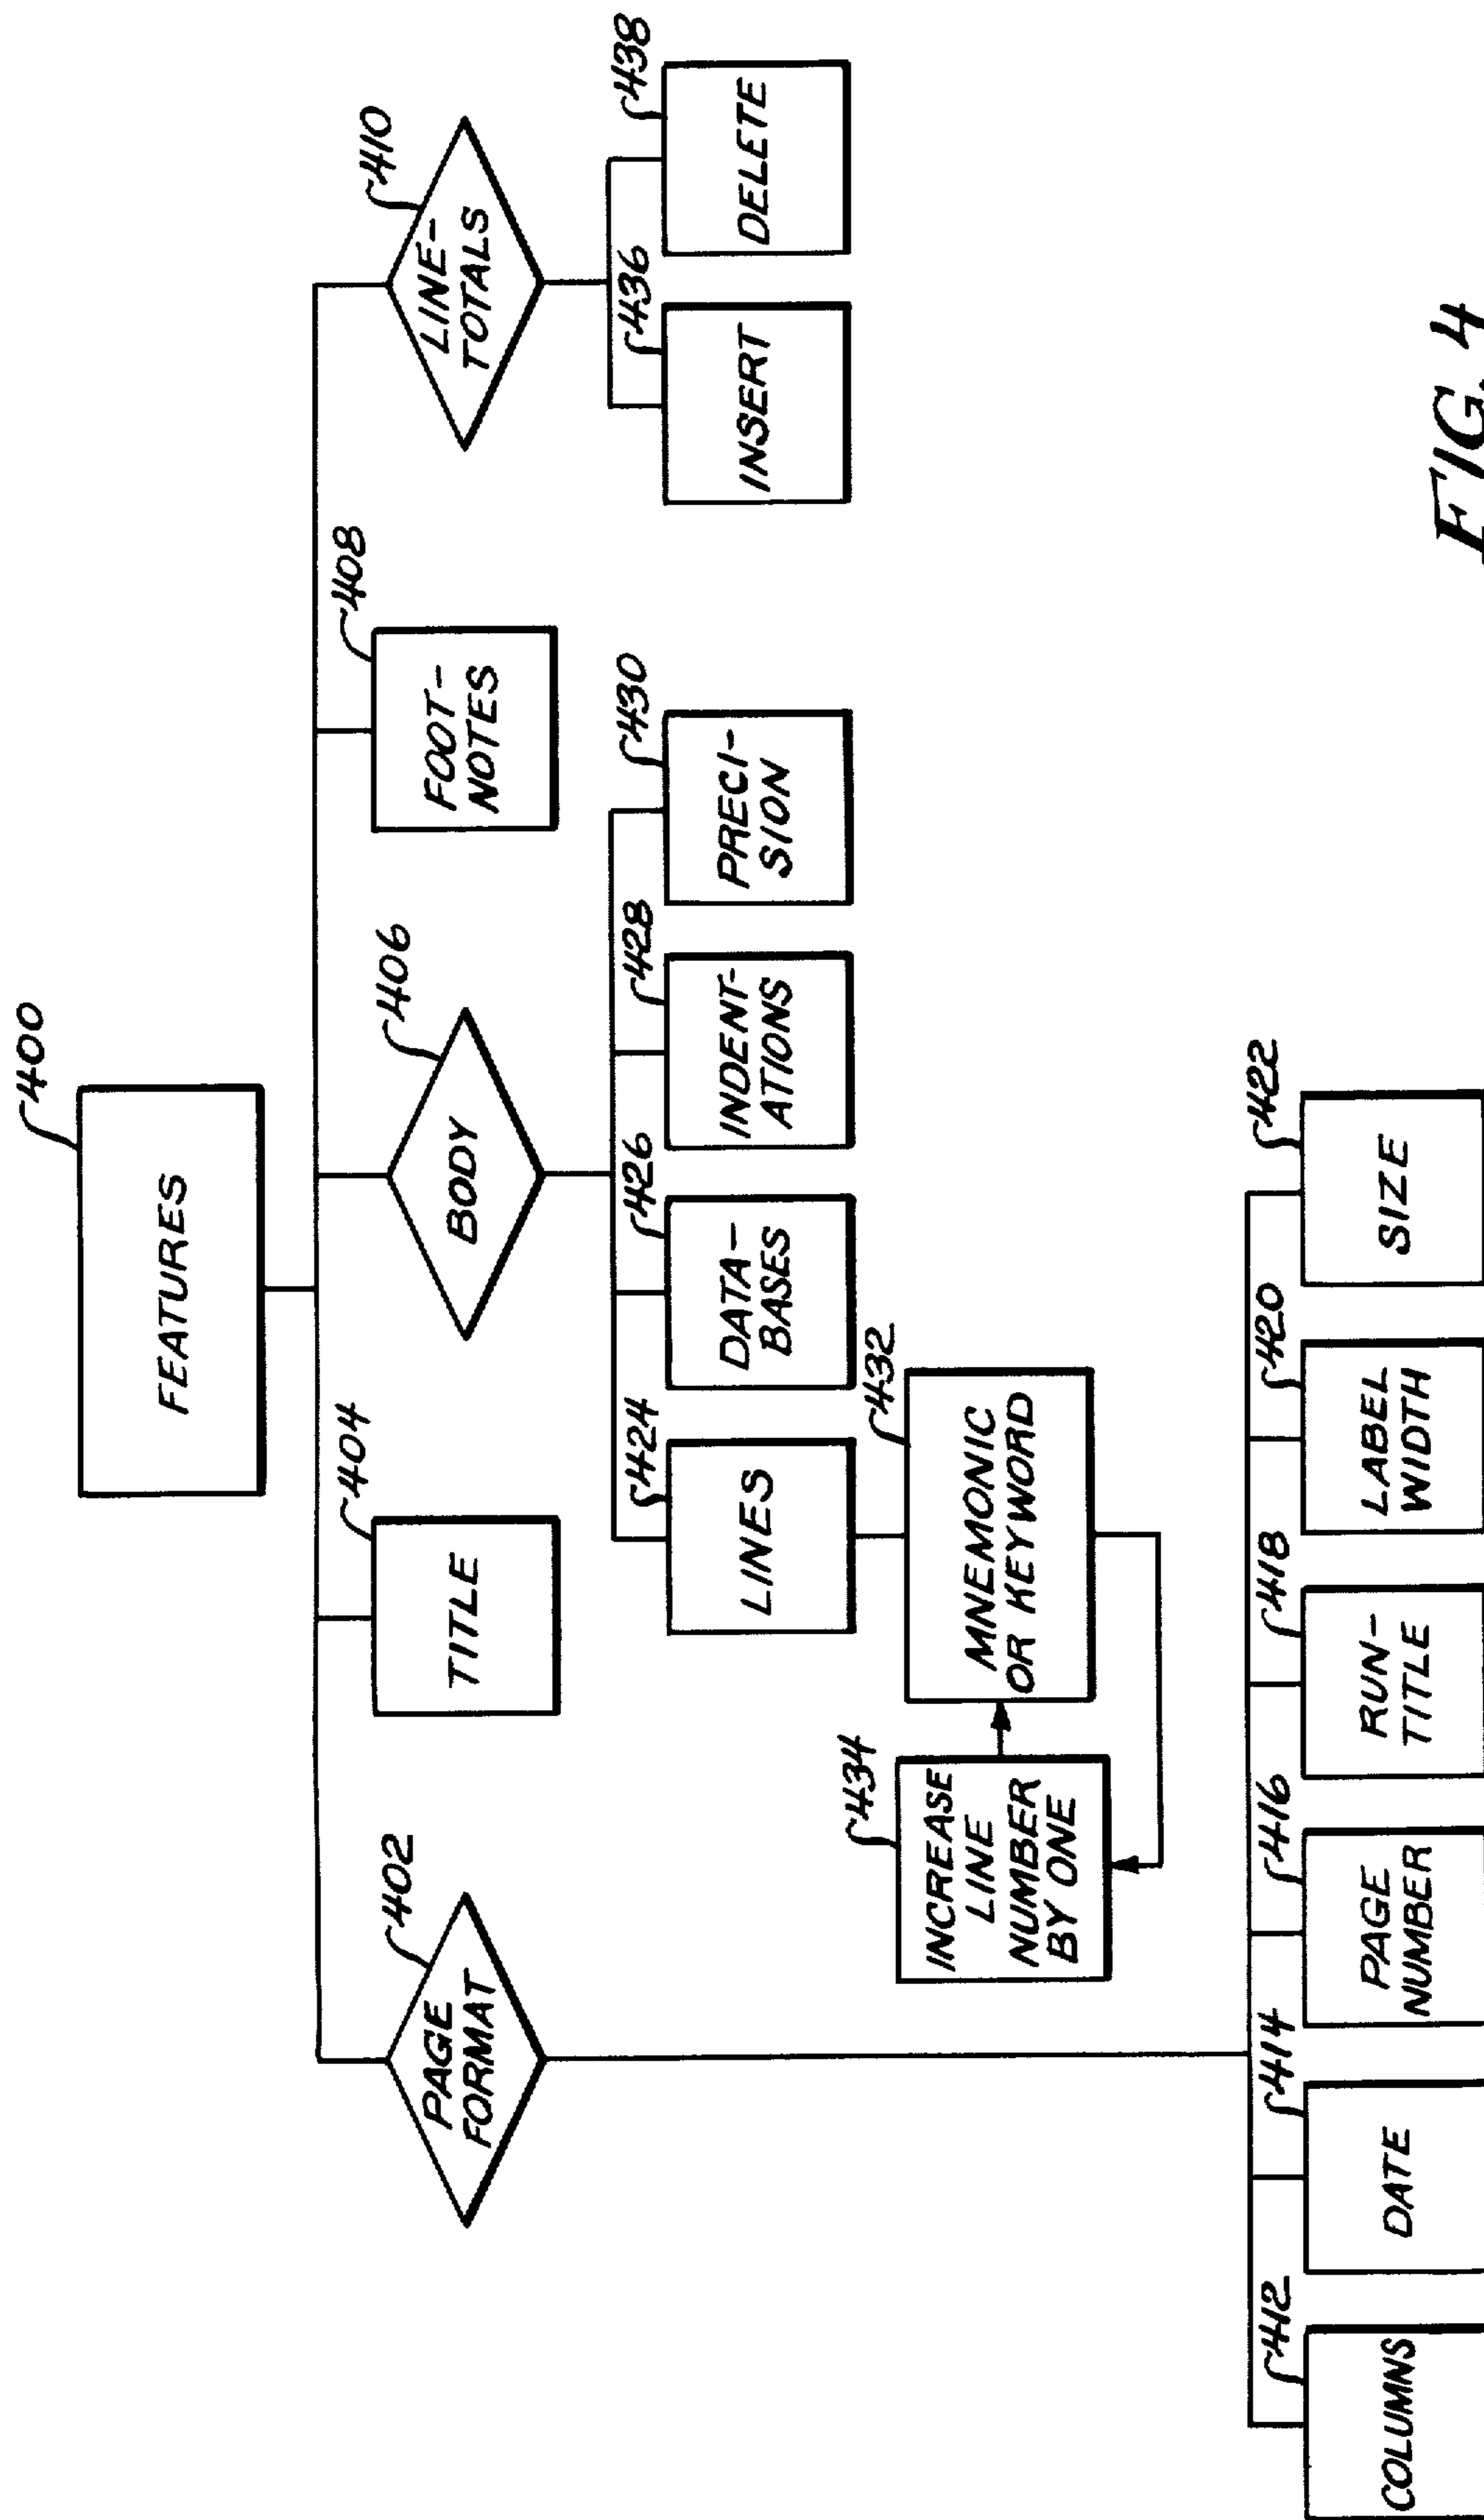 400
FEATURES
402
PAGE
FORMAT
404
TITLE
406
BODY
408
FOOT-
NOTES
410
LINE-
TOTALS
424
LINES
426
DATA-
BASES
428
INDENT-
ATIONS
430
PRECI-
SION
436
INSERT
438
DELETE
434
INCREASE
LINE
NUMBER
BY ONE
432
MNEMONIC
OR KEYWORD
412
COLUMNS
414
DATE
416
PAGE
NUMBER
418
RUN-
TITLE
420
LABEL
WIDTH
422
SIZE
FIG. 4